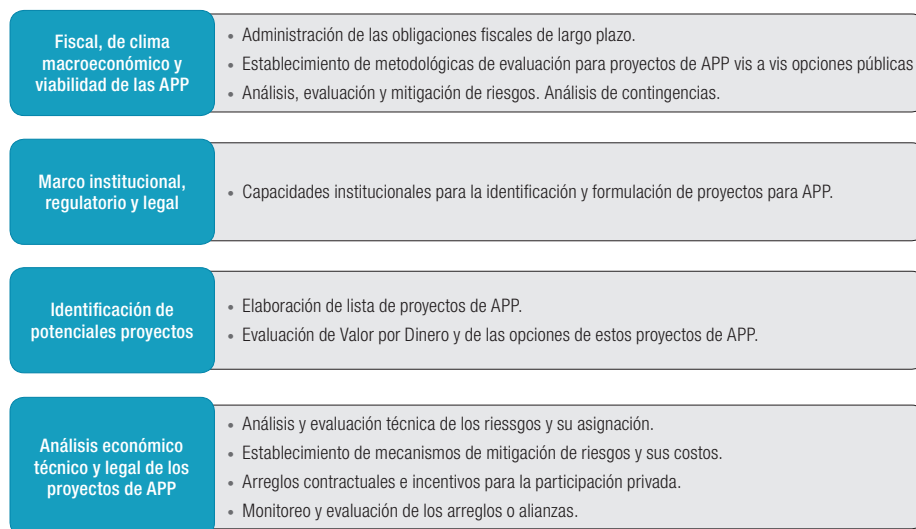 Fiscal, de clima
macroeconómico y
viabilidad de las APP
• Administración de las obligaciones fiscales de largo plazo.
• Establecimiento de metodológicas de evaluación para proyectos de APP vis a vis opciones públicas
• Análisis, evaluación y mitigación de riesgos. Análisis de contingencias.
Marco institucional,
regulatorio y legal
• Capacidades institucionales para la identificación y formulación de proyectos para APP.
Identificación de
potenciales proyectos
• Elaboración de lista de proyectos de APP.
• Evaluación de Valor por Dinero y de las opciones de estos proyectos de APP.
Análisis económico
técnico y legal de los
proyectos de APP
• Análisis y evaluación técnica de los riessgos y su asignación.
• Establecimiento de mecanismos de mitigación de riesgos y sus costos.
• Arreglos contractuales e incentivos para la participación privada.
• Monitoreo y evaluación de los arreglos o alianzas.